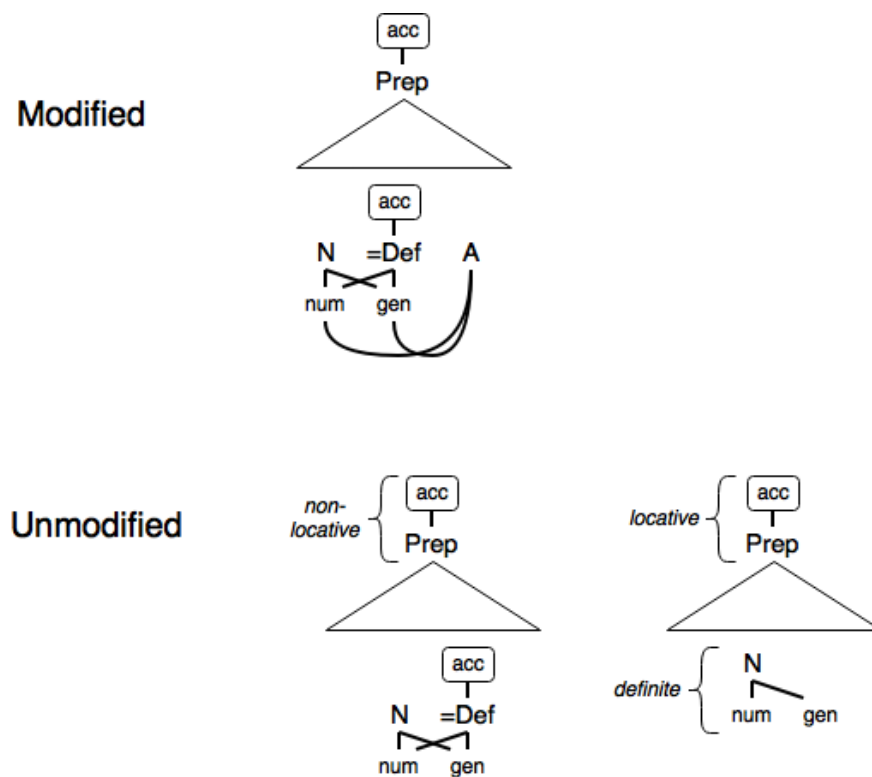 acc
Prep
Modified
acc
N =Def A
num gen
non-
locative
acc
Prep
locative
acc
Prep
Unmodified
acc
N =Def
num gen
definite
N
num gen